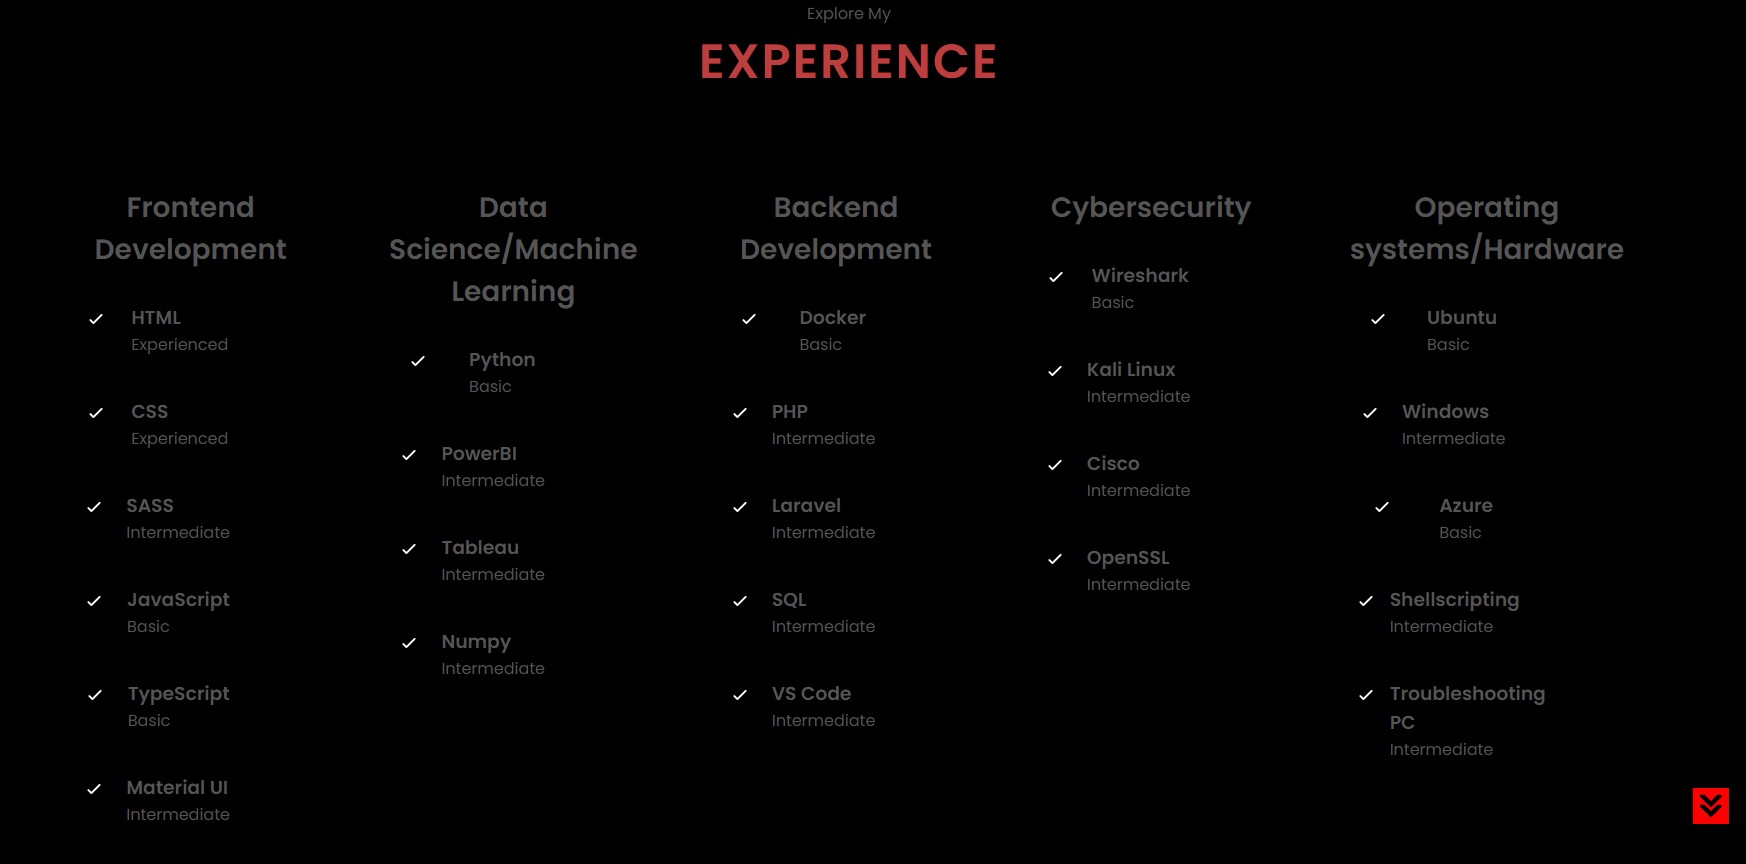 Explore My
EXPERIENCE
Frontend
Development
HTML
Experienced
CSS
Experienced
SASS
Intermediate
JavaScript
Basic
TypeScript
Basic
Material UI
Intermediate
Data
Science/Machine
Learning
Python
Basic
PowerBI
Intermediate
Tableau
Intermediate
Numpy
Intermediate
Backend
Development
Docker
Basic
PHP
Intermediate
Laravel
Intermediate
SQL
Intermediate
VS Code
Intermediate
Cybersecurity
Wireshark
Basic
Kali Linux
Intermediate
Cisco
Intermediate
OpenSSL
Intermediate
Operating
systems/Hardware
Ubuntu
Basic
Windows
Intermediate
Azure
Basic
Shellscripting
Intermediate
Troubleshooting
PC
Intermediate